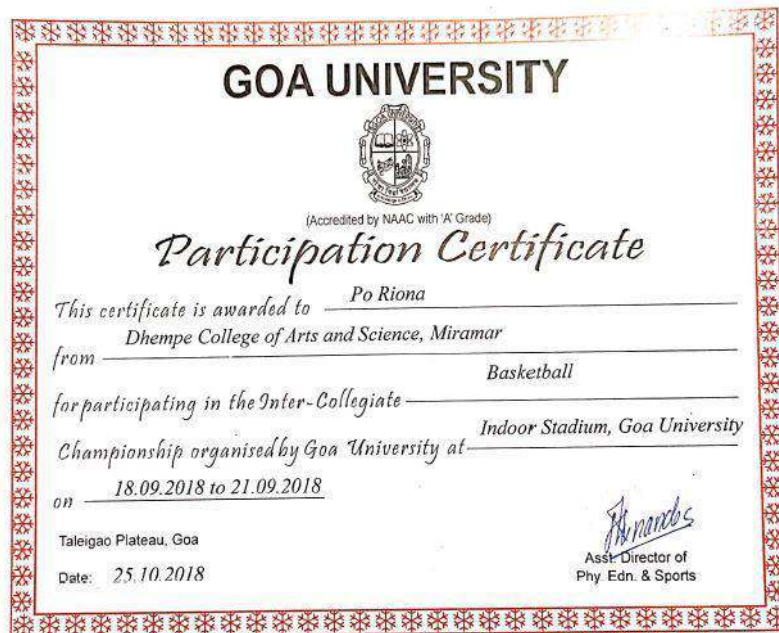 GOA UNIVERSITY
GOA UNIVERSITY
(Accredited by NAAC with 'A' Grade)
Participation Certificate
This certificate is awarded to Po Riona
from Dhempe College of Arts and Science, Miramar
for participating in the Inter-Collegiate Basketball
Championship organised by Goa University at Indoor Stadium, Goa University
on 18.09.2018 to 21.09.2018
Taleigao Plateau, Goa
Date: 25.10.2018
Asst. Director of
Phy. Edn. & Sports